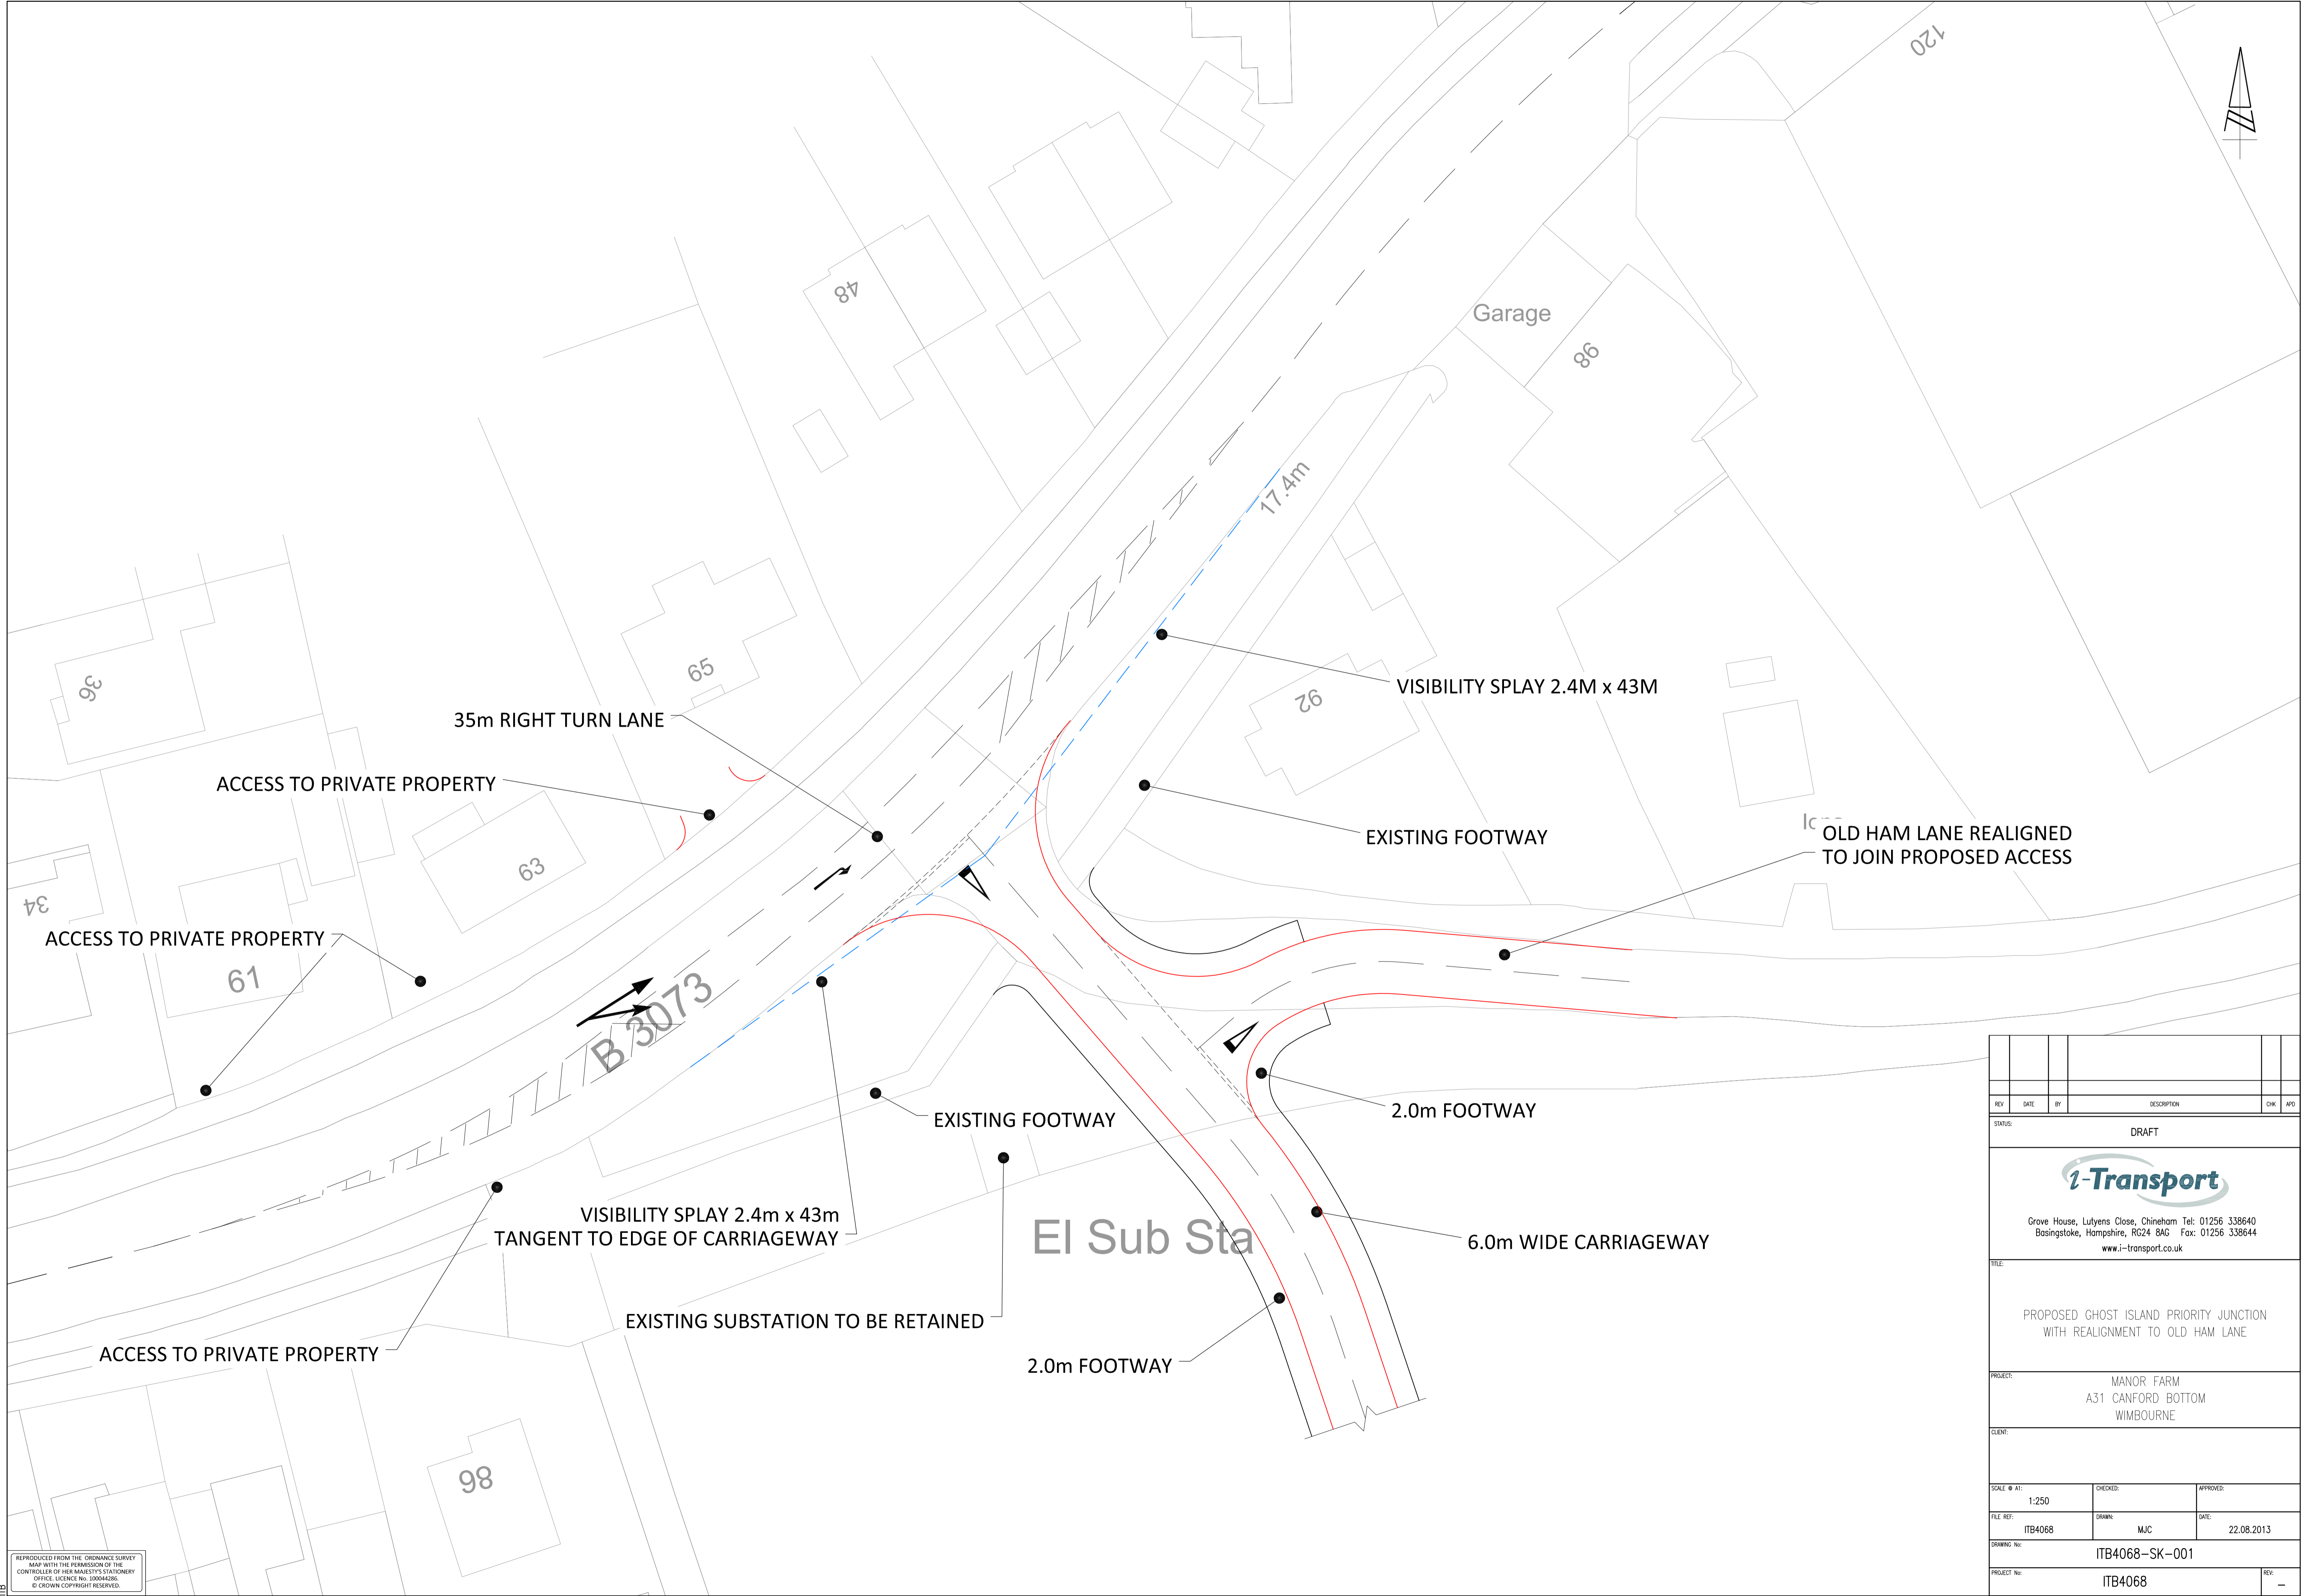 120
48
Garage
98
17.4m
36
65
VISIBILITY SPLAY 2.4M x 43M
92
35m RIGHT TURN LANE
ACCESS TO PRIVATE PROPERTY
EXISTING FOOTWAY
OLD HAM LANE REALIGNED
TO JOIN PROPOSED ACCESS
63
34
ACCESS TO PRIVATE PROPERTY
61
B 3073
EXISTING FOOTWAY
2.0m FOOTWAY
VISIBILITY SPLAY 2.4m x 43m
TANGENT TO EDGE OF CARRIAGEWAY
El Sub Sta
6.0m WIDE CARRIAGEWAY
EXISTING SUBSTATION TO BE RETAINED
ACCESS TO PRIVATE PROPERTY
2.0m FOOTWAY
98
REPRODUCED FROM THE ORDNANCE SURVEY
MAP WITH THE PERMISSION OF THE
CONTROLLER OF HER MAJESTY'S STATIONERY
OFFICE. LICENCE No. 100044286.
© CROWN COPYRIGHT RESERVED.
REV DATE BY DESCRIPTION CHK APD
STATUS:
DRAFT
i-Transport
Grove House, Lutyens Close, Chineham Tel: 01256 338640
Basingstoke, Hampshire, RG24 8AG Fax: 01256 338644
www.i-transport.co.uk
TITLE:
PROPOSED GHOST ISLAND PRIORITY JUNCTION
WITH REALIGNMENT TO OLD HAM LANE
PROJECT:
MANOR FARM
A31 CANFORD BOTTOM
WIMBOURNE
CLIENT:
SCALE @ A1: CHECKED: APPROVED:
1:250
FILE REF: DRAWN: DATE:
ITB4068 MJC 22.08.2013
DRAWING No:
ITB4068-SK-001
PROJECT No: REV:
ITB4068 –